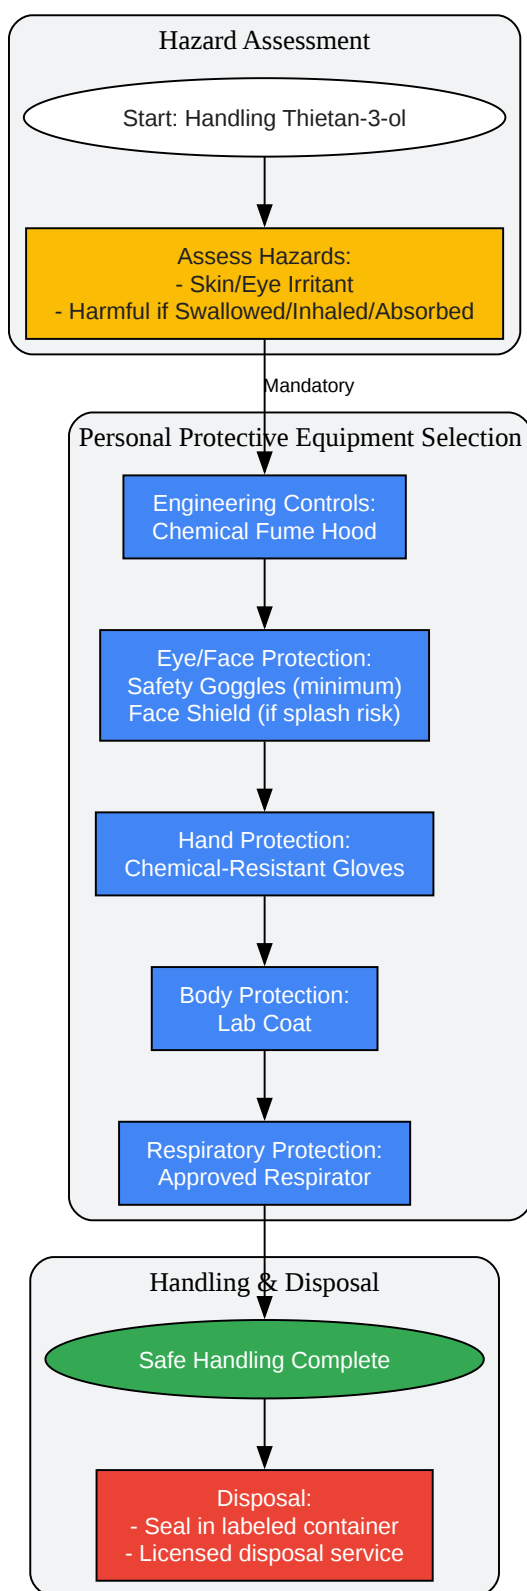 Hazard Assessment
Start: Handling Thietan-3-ol
Assess Hazards:
- Skin/Eye Irritant
- Harmful if Swallowed/Inhaled/Absorbed
Mandatory
Personal Protective Equipment Selection
Engineering Controls:
Chemical Fume Hood
Eye/Face Protection:
Safety Goggles (minimum)
Face Shield (if splash risk)
Hand Protection:
Chemical-Resistant Gloves
Body Protection:
Lab Coat
Respiratory Protection:
Approved Respirator
Handling & Disposal
Safe Handling Complete
Disposal:
- Seal in labeled container
- Licensed disposal service